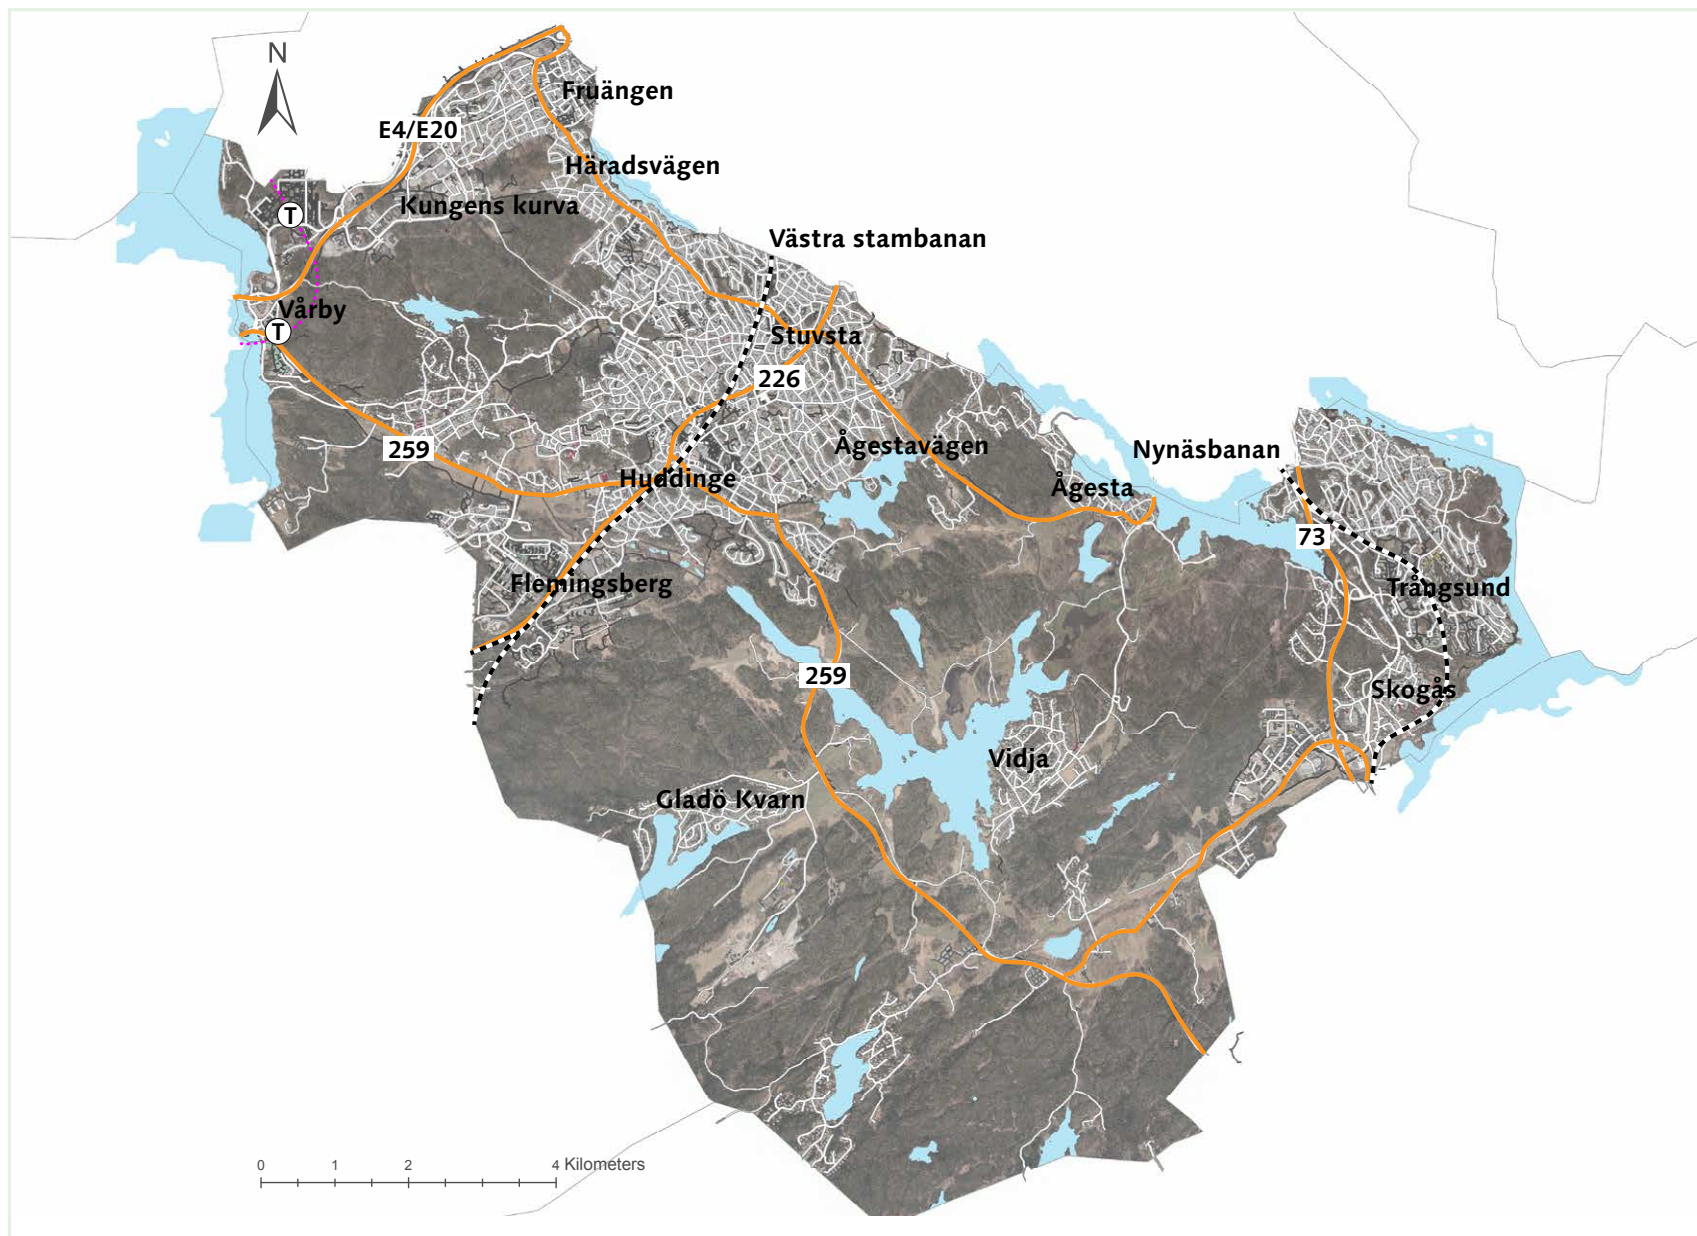 N
Fruängen
E4/E20
Häradsvägen
Kungens kurva
T
Västra stambanan
Vårby
T
Stuvsta
226
259
Ågestavägen
Nynäsbanan
Huddinge
Ågesta
73
Flemingsberg
Trångsund
259
Skogås
Vidja
Gladö Kvarn
0 1 2 4 Kilometers